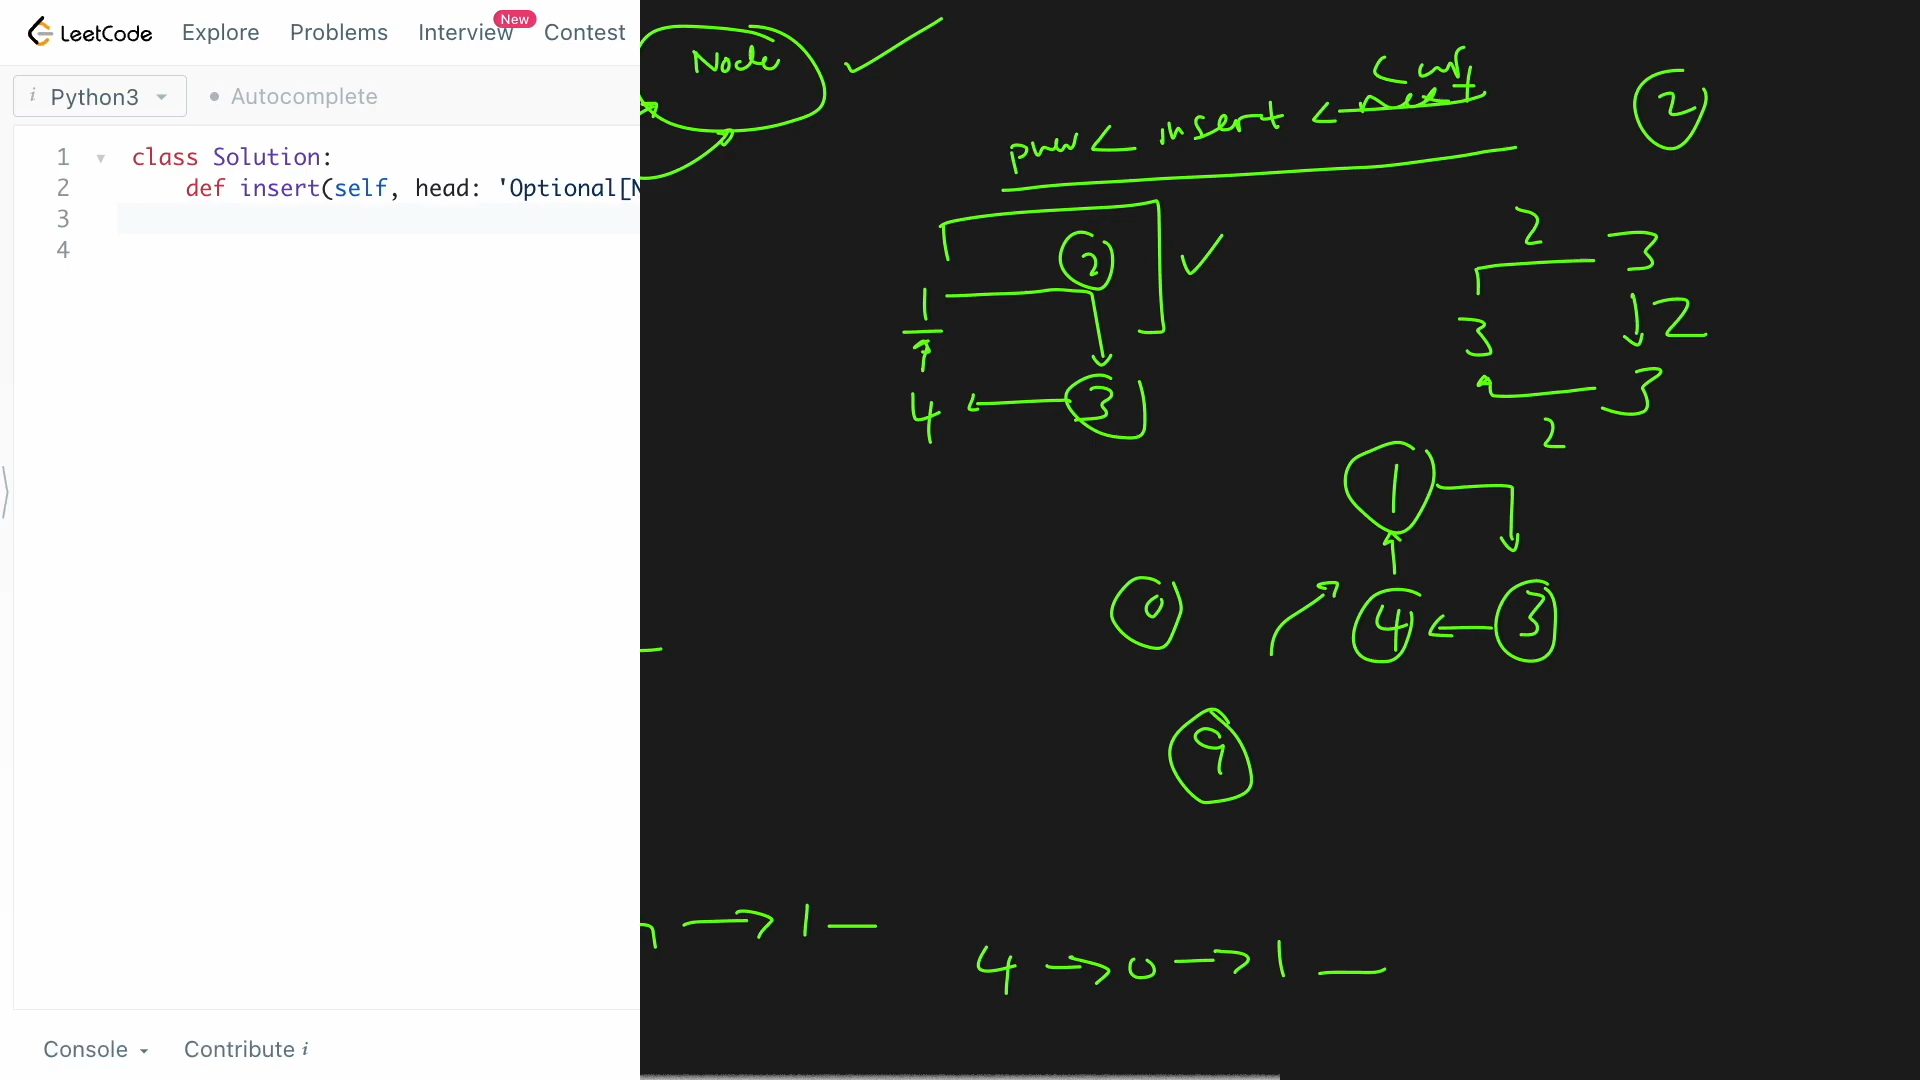 LeetCode Explore Problems Interview New Contest
i Python3 Autocomplete
1 class Solution:
2 def insert(self, head: 'Optional[N
3
4
Console Contribute i
Node
curr
next
prev < insert <
2
2
1
4
3
2 3
3 2
3
2
1
0
4
3
9
1
4 → 0 → 1